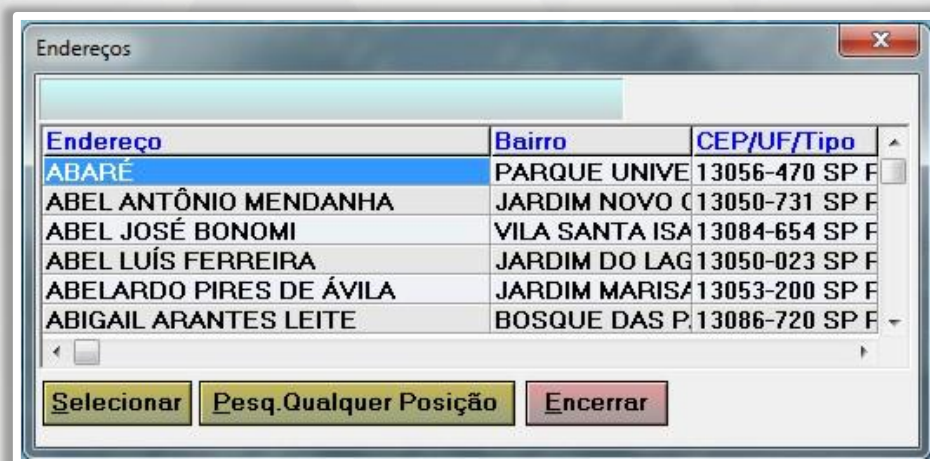 Endereços
Endereço Bairro CEP/UF/Tipo
ABARÉ PARQUE UNIVE 13056-470 SP F
ABEL ANTÔNIO MENDANHA JARDIM NOVO C 13050-731 SP F
ABEL JOSÉ BONOMI VILA SANTA ISA 13084-654 SP F
ABEL LUÍS FERREIRA JARDIM DO LAG 13050-023 SP F
ABELARDO PIRES DE ÁVILA JARDIM MARISA 13053-200 SP F
ABIGAIL ARANTES LEITE BOSQUE DAS P 13086-720 SP F
Selecionar Pesq.Qualquer Posição Encerrar